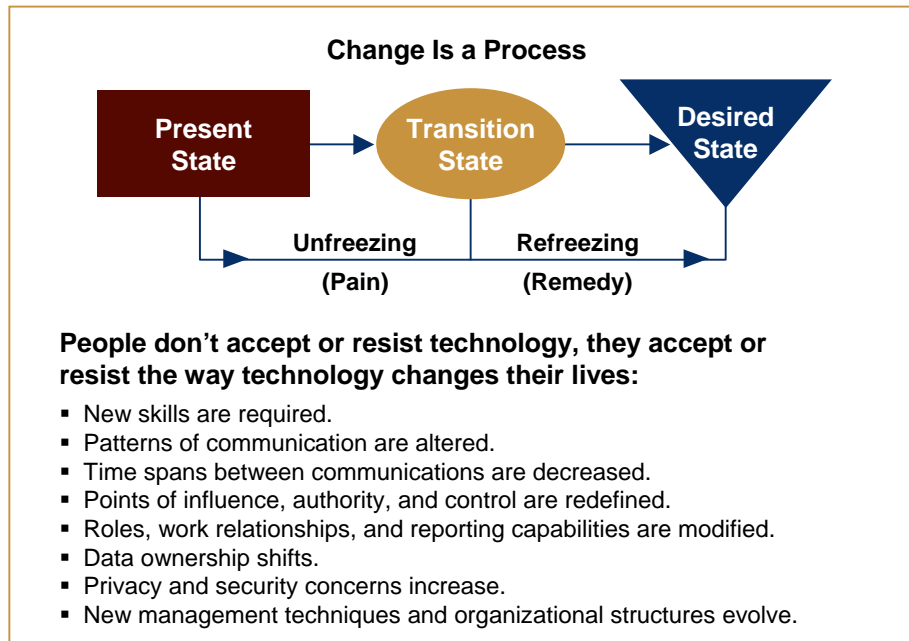 Change Is a Process
Present
State
Transition
State
Desired
State
Unfreezing
(Pain)
Refreezing
(Remedy)
People don’t accept or resist technology, they accept or
resist the way technology changes their lives:
▪ New skills are required.
▪ Patterns of communication are altered.
▪ Time spans between communications are decreased.
▪ Points of influence, authority, and control are redefined.
▪ Roles, work relationships, and reporting capabilities are modified.
▪ Data ownership shifts.
▪ Privacy and security concerns increase.
▪ New management techniques and organizational structures evolve.